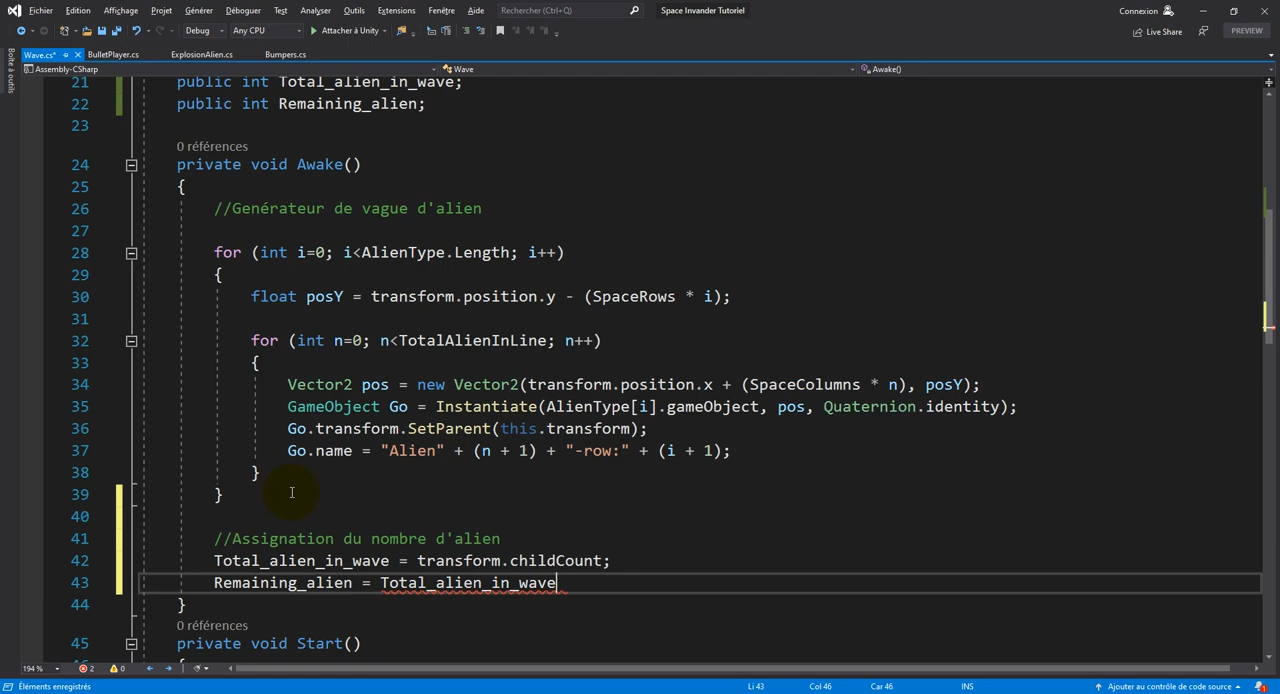 Fichier Edition Affichage Projet Générer Déboguer Test Analyser Outils Extensions Fenêtre Aide Rechercher (Ctrl+Q) Space Invander Tutoriel Connexion
Debug Any CPU Attacher à Unity Live Share PREVIEW
Boîte à outils
Wave.cs* BulletPlayer.cs ExplosionAlien.cs Bumpers.cs
Assembly-CSharp Wave Awake()
21 public int Total_alien_in_wave;
22 public int Remaining_alien;
23
0 références
24 private void Awake()
25 {
26 //Genérateur de vague d'alien
27
28 for (int i=0; i<AlienType.Length; i++)
29 {
30 float posY = transform.position.y - (SpaceRows * i);
31
32 for (int n=0; n<TotalAlienInLine; n++)
33 {
34 Vector2 pos = new Vector2(transform.position.x + (SpaceColumns * n), posY);
35 GameObject Go = Instantiate(AlienType[i].gameObject, pos, Quaternion.identity);
36 Go.transform.SetParent(this.transform);
37 Go.name = "Alien" + (n + 1) + "-row:" + (i + 1);
38 }
39 }
40
41 //Assignation du nombre d'alien
42 Total_alien_in_wave = transform.childCount;
43 Remaining_alien = Total_alien_in_wave
44 }
0 références
45 private void Start()
194 % 2 0
Éléments enregistrés Li 43 Col 46 Car 46 INS Ajouter au contrôle de code source 1